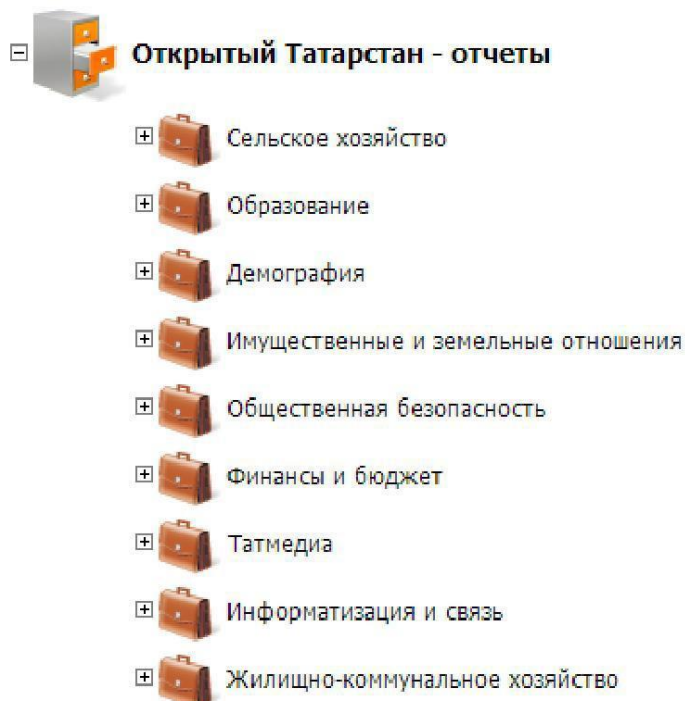 Открытый Татарстан - отчеты
Сельское хозяйство
Образование
Демография
Имущественные и земельные отношения
Общественная безопасность
Финансы и бюджет
Татмедиа
Информатизация и связь
Жилищно-коммунальное хозяйство